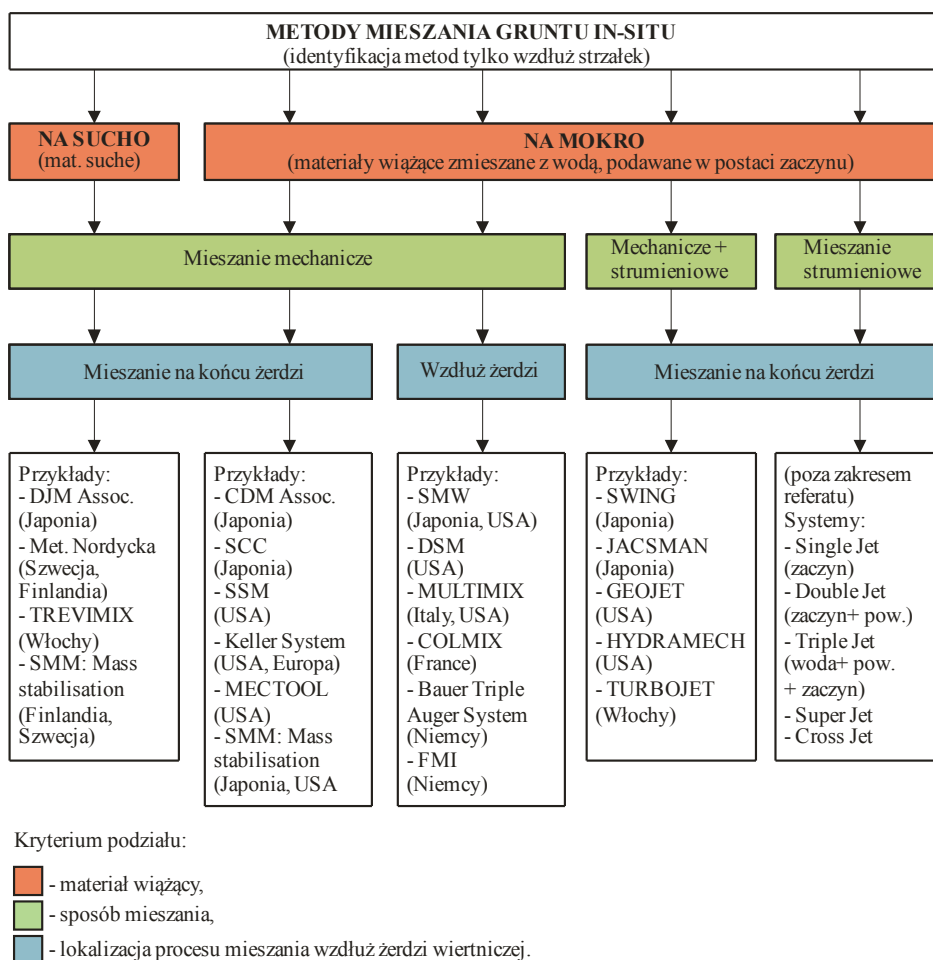 METODY MIESZANIA GRUNTU IN-SITU
(identyfikacja metod tylko wzdłuż strzałek)
NA SUCHO
(mat. suche)
NA MOKRO
(materiały wiążące zmieszane z wodą, podawane w postaci zaczynu)
Mieszanie mechanicze
Mechanicze +
strumieniowe
Mieszanie
strumieniowe
Mieszanie na końcu żerdzi
Wzdłuż żerdzi
Mieszanie na końcu żerdzi
Przykłady:
- DJM Assoc.
(Japonia)
- Met. Nordycka
(Szwecja,
Finlandia)
- TREVIMIX
(Włochy)
- SMM: Mass
stabilisation
(Finlandia,
Szwecja)
Przykłady:
- CDM Assoc.
(Japonia)
- SCC
(Japonia)
- SSM
(USA)
- Keller System
(USA, Europa)
- MECTOOL
(USA)
- SMM: Mass
stabilisation
(Japonia, USA
Przykłady:
- SMW
(Japonia, USA)
- DSM
(USA)
- MULTIMIX
(Italy, USA)
- COLMIX
(France)
- Bauer Triple
Auger System
(Niemcy)
- FMI
(Niemcy)
Przykłady:
- SWING
(Japonia)
- JACSMAN
(Japonia)
- GEOJET
(USA)
- HYDRAMECH
(USA)
- TURBOJET
(Włochy)
(poza zakresem
referatu)
Systemy:
- Single Jet
(zaczyn)
- Double Jet
(zaczyn+ pow.)
- Triple Jet
(woda+ pow.
+ zaczyn)
- Super Jet
- Cross Jet
Kryterium podziału:
- materiał wiążący,
- sposób mieszania,
- lokalizacja procesu mieszania wzdłuż żerdzi wiertniczej.